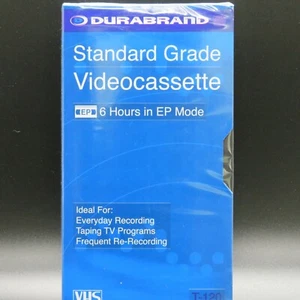 DURABRAND
Standard Grade
Videocassette
EP 6 Hours in EP Mode
Ideal For:
Everyday Recording
Taping TV Programs
Frequent Re-Recording
VHS T-120